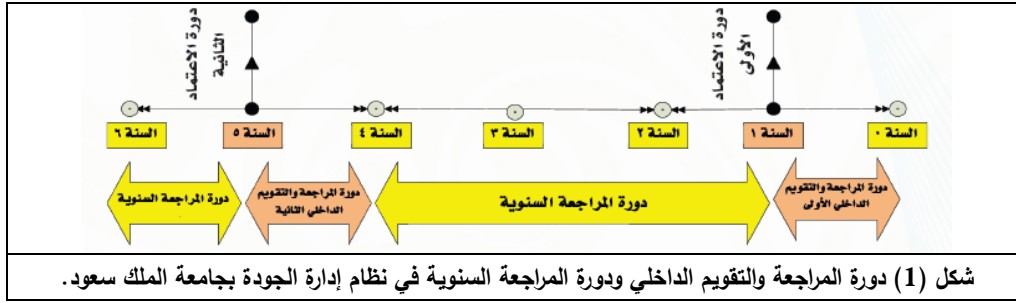 دورة الاعتماد
الأولى
دورة الاعتماد
الثانية
السنة ٠
السنة ١
السنة ٢
السنة ٣
السنة ٤
السنة ٥
السنة ٦
دورة المراجعة والتقويم
الداخلي الأولى
دورة المراجعة السنوية
دورة المراجعة والتقويم
الداخلي الثانية
دورة المراجعة السنوية
شكل (1) دورة المراجعة والتقويم الداخلي ودورة المراجعة السنوية في نظام إدارة الجودة بجامعة الملك سعود.